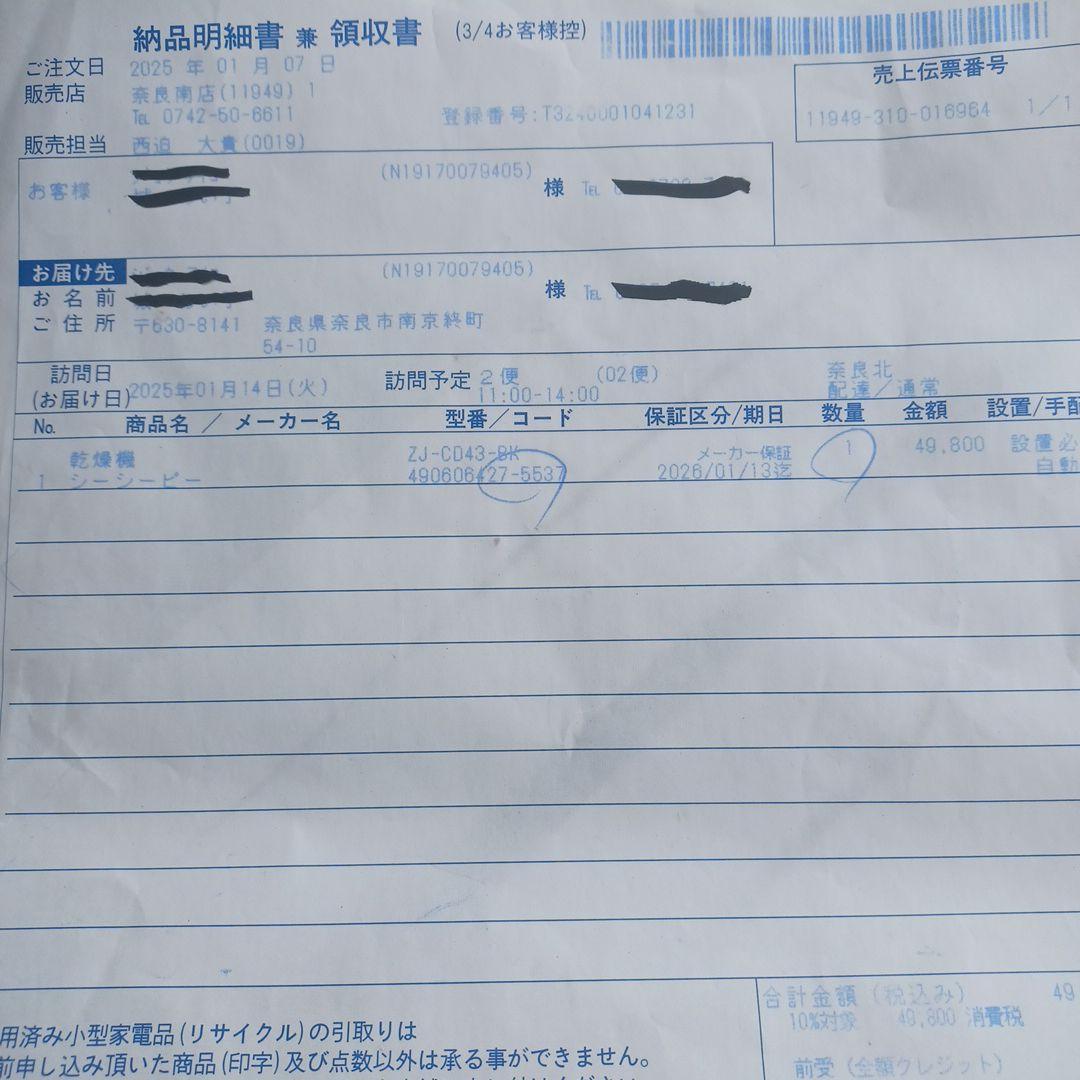 納品明細書 兼 領収書 (3/4お客様控)
ご注文日 2025 年 01 月 07 日
売上伝票番号
販売店 奈良南店(11949) 1
11949-310-016964 1/1
TEL 0742-50-6611 登録番号:T3240001041231
販売担当 西迫 大貴(0019)
お客様 (N19170079405) 様 TEL
お届け先 (N19170079405)
お名前 様 TEL
ご住所 〒630-8141 奈良県奈良市南京終町
54-10
訪問日 訪問予定 2便 (02便) 奈良北
(お届け日) 2025年01月14日(火) 11:00-14:00 配達/通常
No. 商品名 / メーカー名 型番/コード 保証区分/期日 数量 金額 設置/手配
乾燥機 ZJ-CD43-BK メーカー保証 1 49,800 設置必
1 シーシーピー 490606427-5537 2026/01/13迄 自動
合計金額 (税込み) 49
10%対象 49,800 消費税
用済み小型家電品(リサイクル)の引取りは
前申し込み頂いた商品(印字)及び点数以外は承る事ができません。
前受 (全額クレジット)